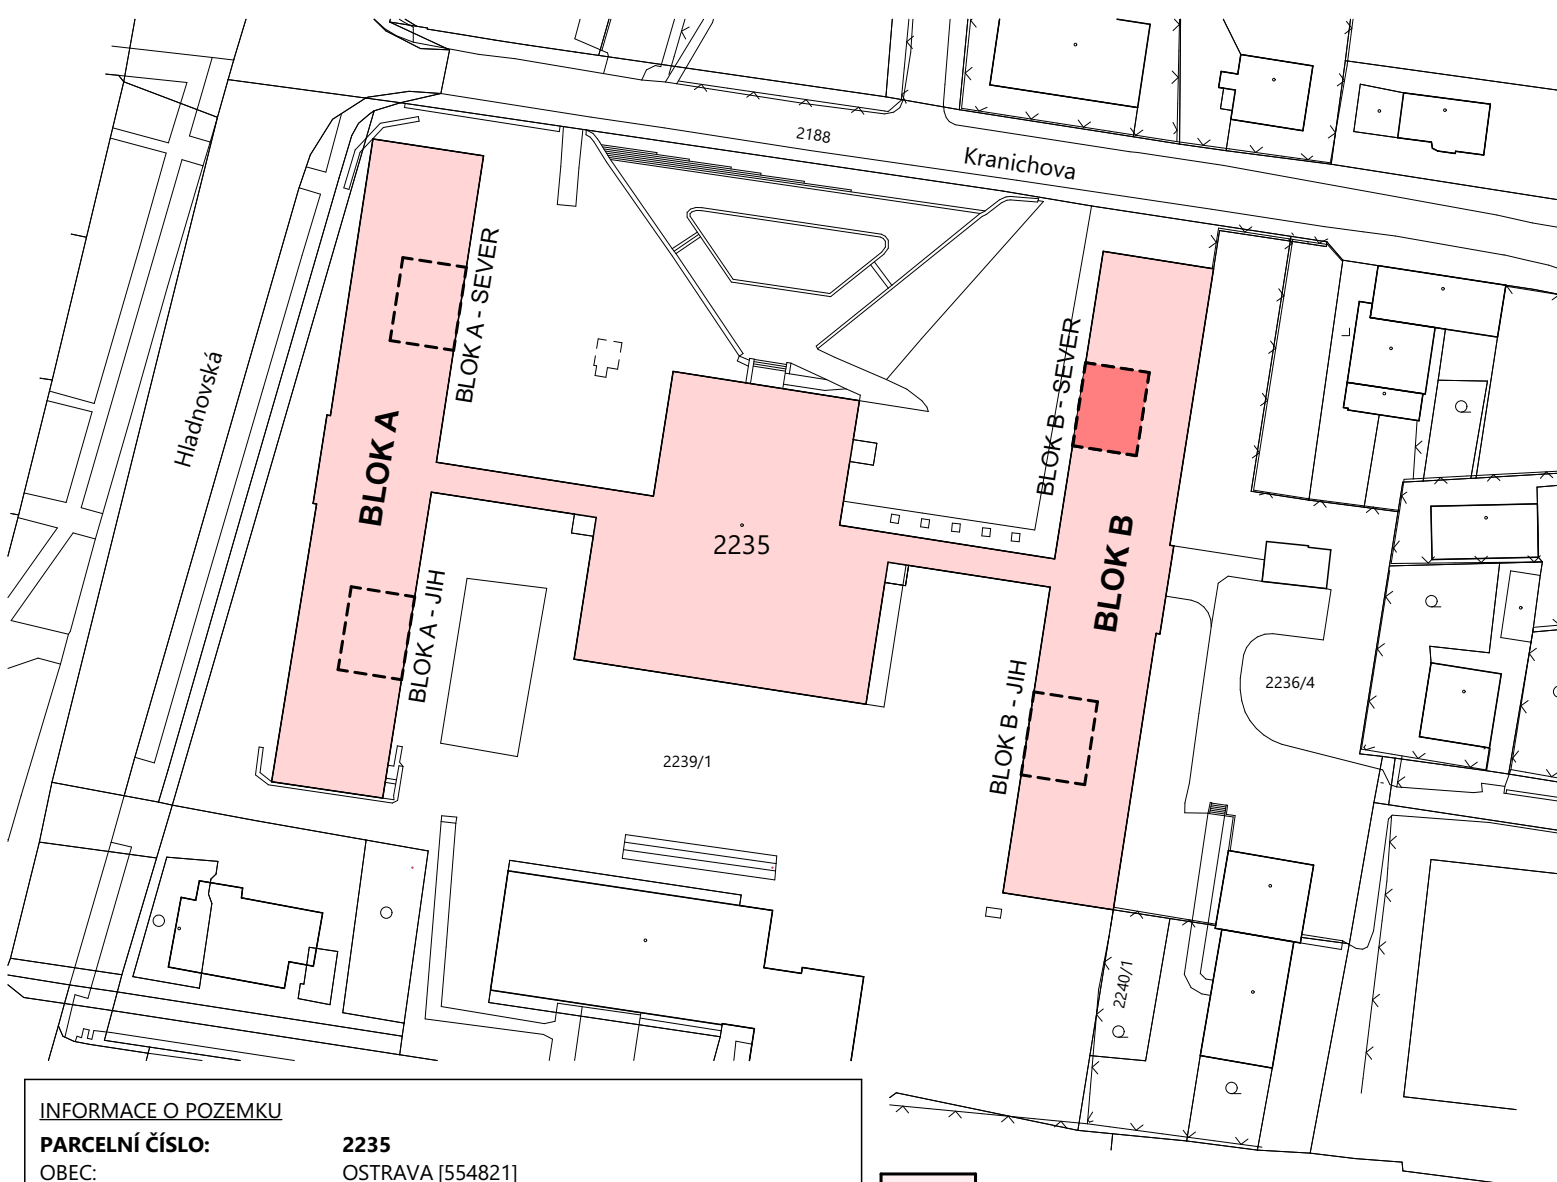 2188
Kranichova
BLOK A - SEVER
BLOK B - SEVER
Hladnovská
BLOK A
2235
BLOK B
BLOK A - JIH
BLOK B - JIH
2236/4
2239/1
2240/1
INFORMACE O POZEMKU
PARCELNÍ ČÍSLO: 2235
OBEC: OSTRAVA [554821]